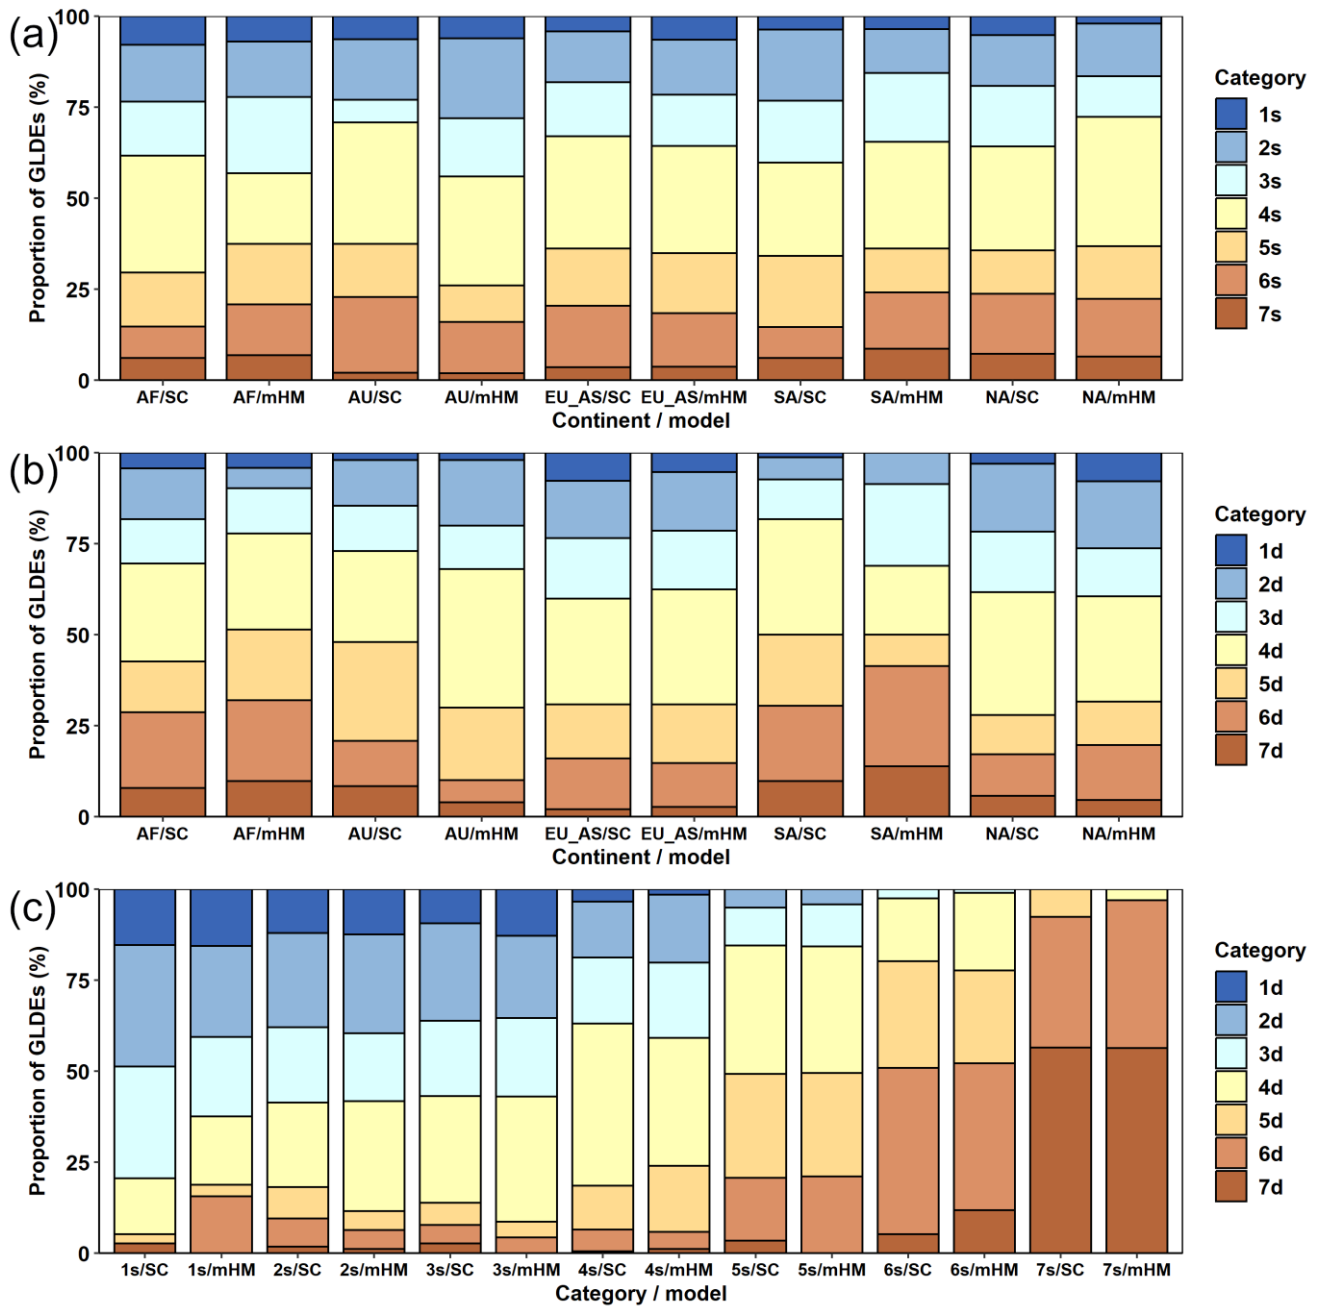 (a)
Proportion of GLDEs (%)
100
75
50
25
0
AF/SC AF/mHM AU/SC AU/mHM EU_AS/SC EU_AS/mHM SA/SC SA/mHM NA/SC NA/mHM
Continent / model
Category
1s
2s
3s
4s
5s
6s
7s
(b)
Proportion of GLDEs (%)
100
75
50
25
0
AF/SC AF/mHM AU/SC AU/mHM EU_AS/SC EU_AS/mHM SA/SC SA/mHM NA/SC NA/mHM
Continent / model
Category
1d
2d
3d
4d
5d
6d
7d
(c)
Proportion of GLDEs (%)
100
75
50
25
0
1s/SC 1s/mHM 2s/SC 2s/mHM 3s/SC 3s/mHM 4s/SC 4s/mHM 5s/SC 5s/mHM 6s/SC 6s/mHM 7s/SC 7s/mHM
Category / model
Category
1d
2d
3d
4d
5d
6d
7d